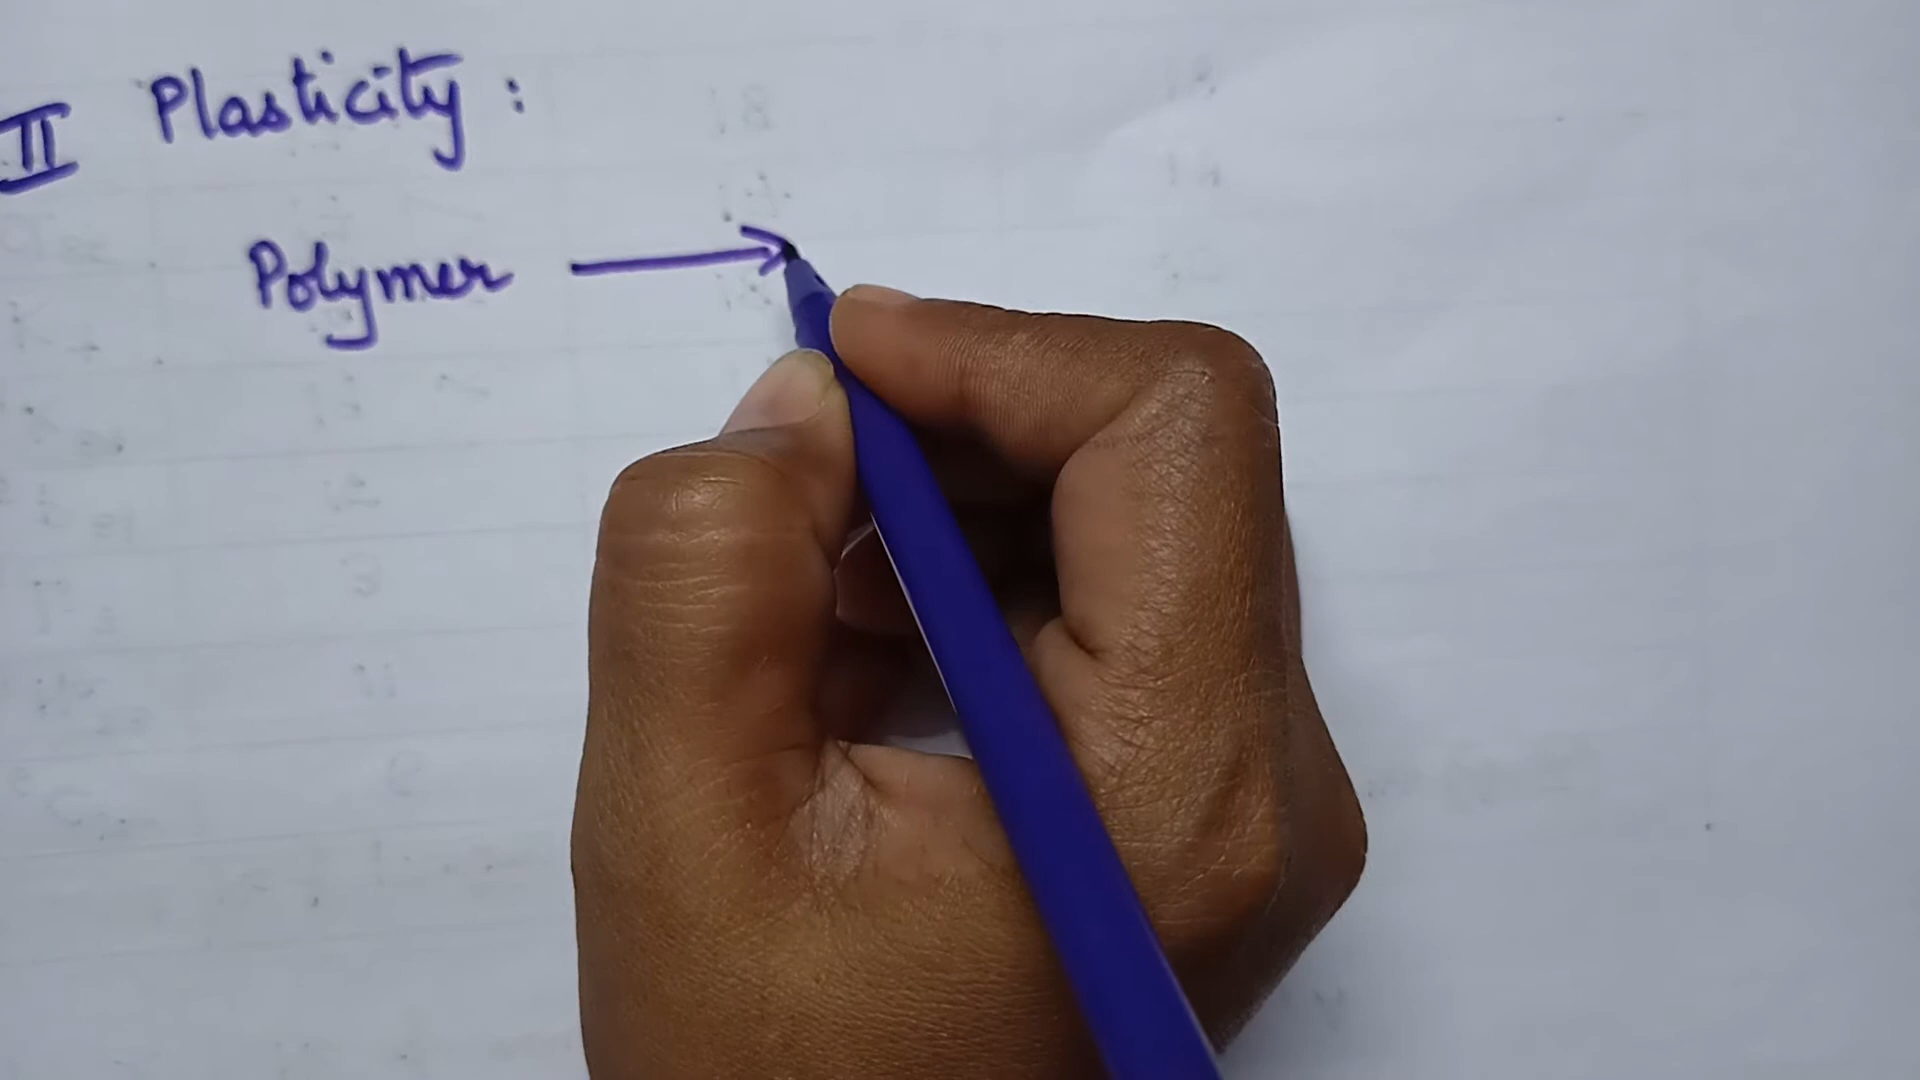 II Plasticity :
Polymer →